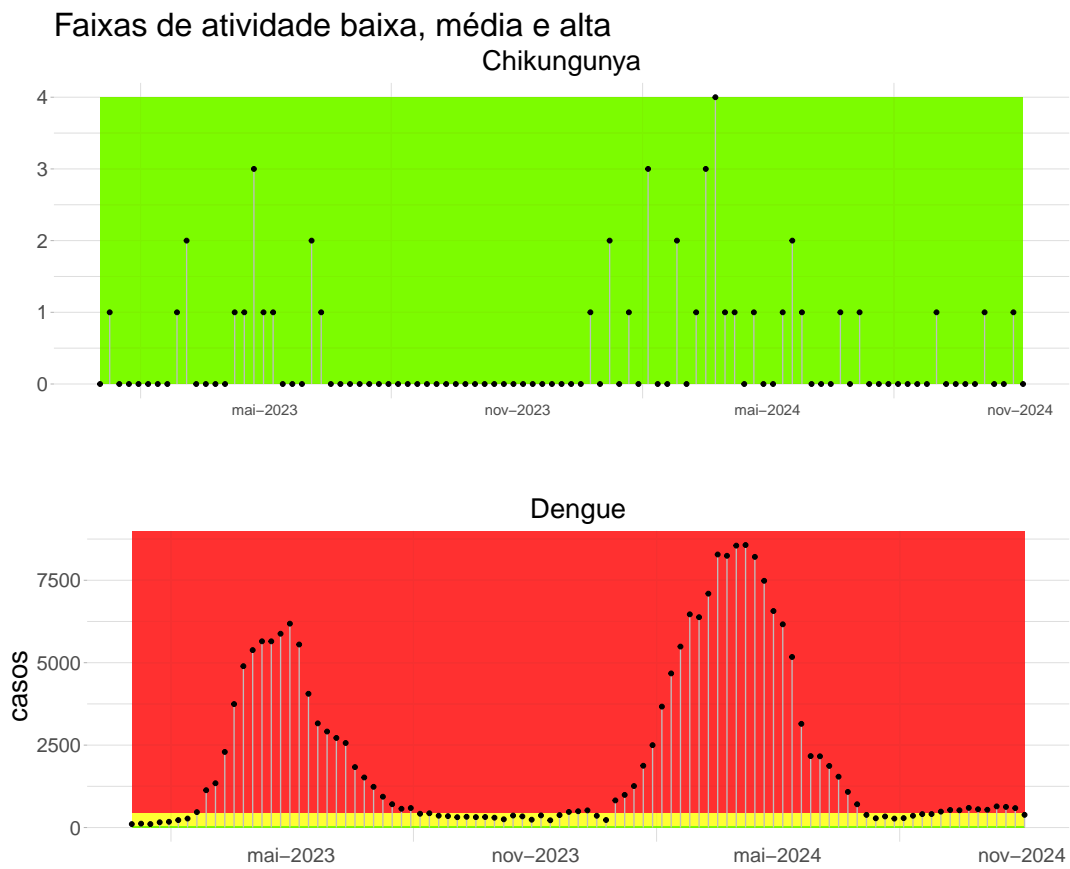 Faixas de atividade baixa, média e alta
Chikungunya
4
3
2
1
0
mai−2023 nov−2023 mai−2024 nov−2024
Dengue
casos
7500
5000
2500
0
mai−2023 nov−2023 mai−2024 nov−2024